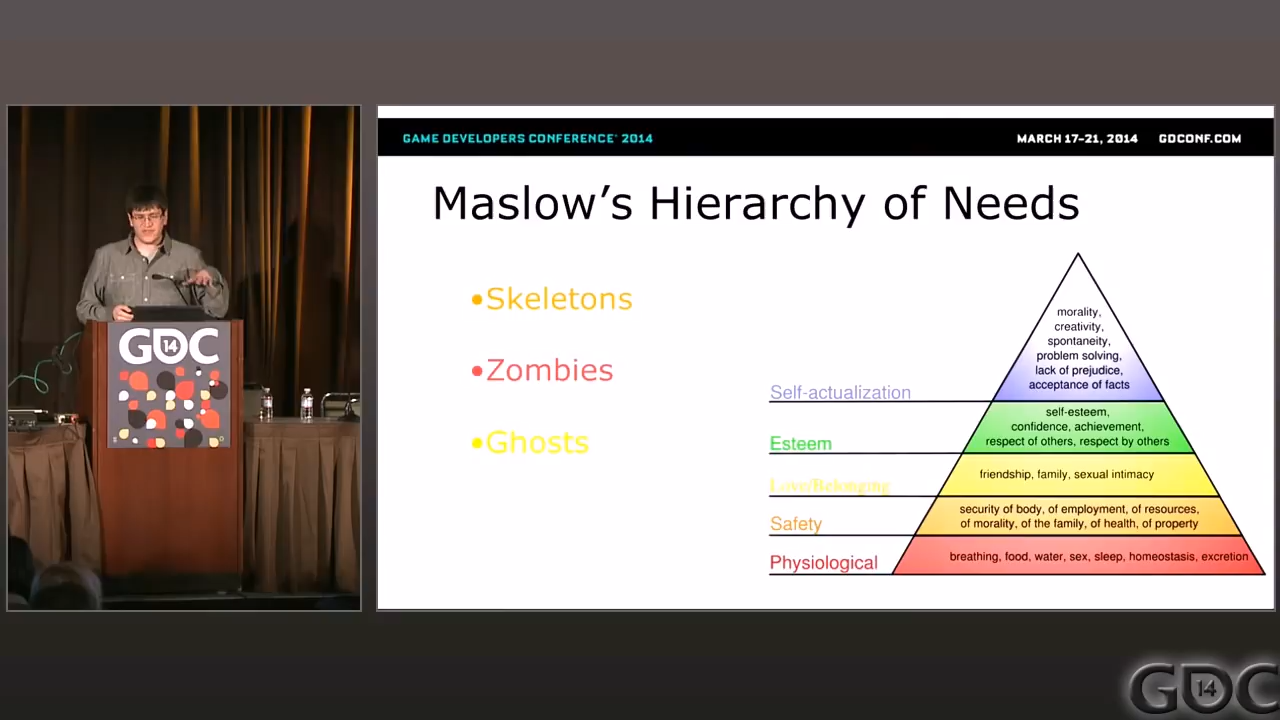 GAME DEVELOPERS CONFERENCE® 2014
MARCH 17–21, 2014 GDCONF.COM
Maslow's Hierarchy of Needs
•Skeletons
•Zombies
•Ghosts
morality,
creativity,
spontaneity,
problem solving,
lack of prejudice,
acceptance of facts
Self-actualization
self-esteem,
confidence, achievement,
respect of others, respect by others
Esteem
friendship, family, sexual intimacy
Love/Belonging
security of body, of employment, of resources,
of morality, of the family, of health, of property
Safety
breathing, food, water, sex, sleep, homeostasis, excretion
Physiological
GDC
14
GDC
14